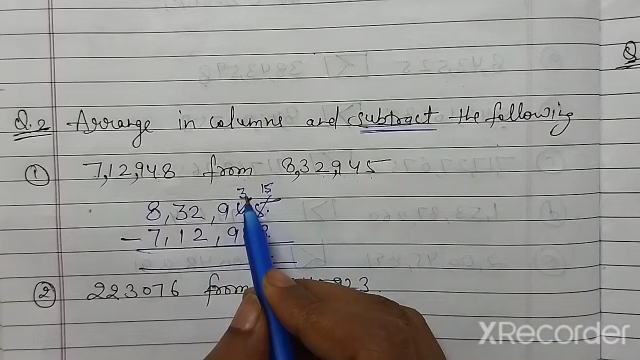 Q.2 Arrange in columns and subtract the following
① 7,12,948 from 8,32,945
3 15
8,32,9
- 7,12,9
② 223076 from 923
Q
XRecorder